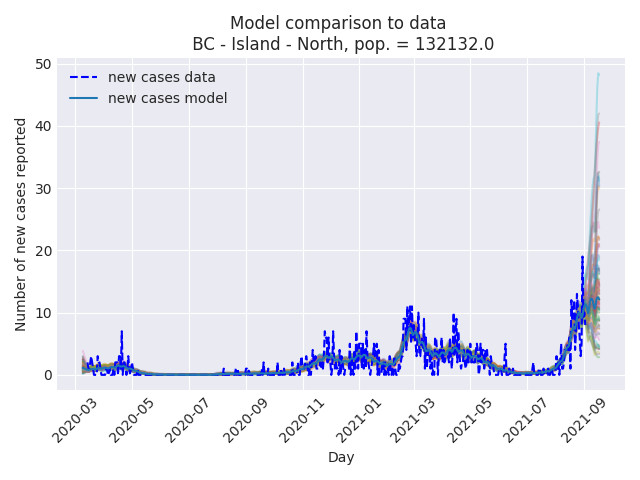 Model comparison to data
BC - Island - North, pop. = 132132.0
new cases data
new cases model
Number of new cases reported
50
40
30
20
10
0
2020-03
2020-05
2020-07
2020-09
2020-11
2021-01
2021-03
2021-05
2021-07
2021-09
Day